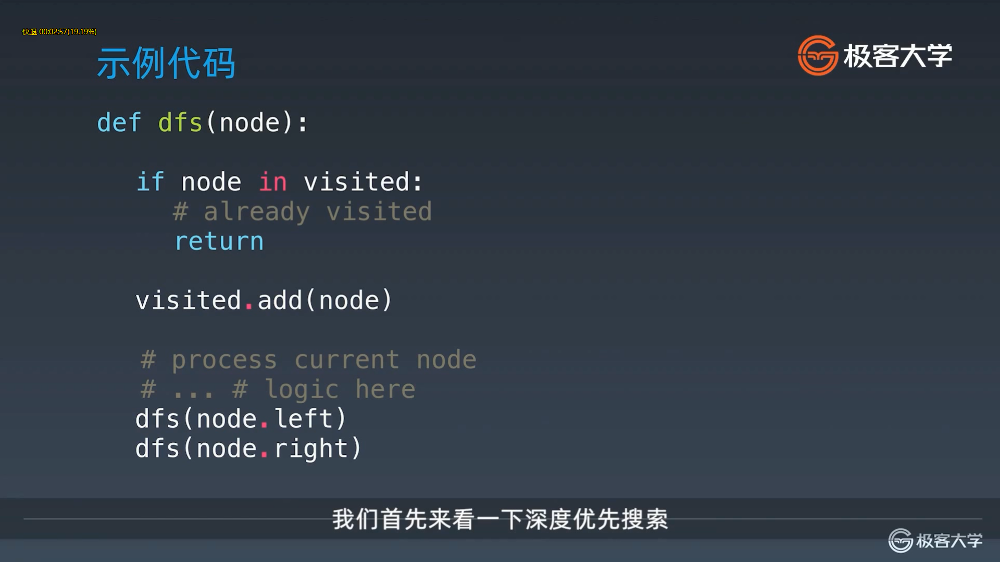 快退 00:02:57(19.19%)
极客大学
示例代码
def dfs(node):
if node in visited:
# already visited
return
visited.add(node)
# process current node
# ... # logic here
dfs(node.left)
dfs(node.right)
我们首先来看一下深度优先搜索
极客大学